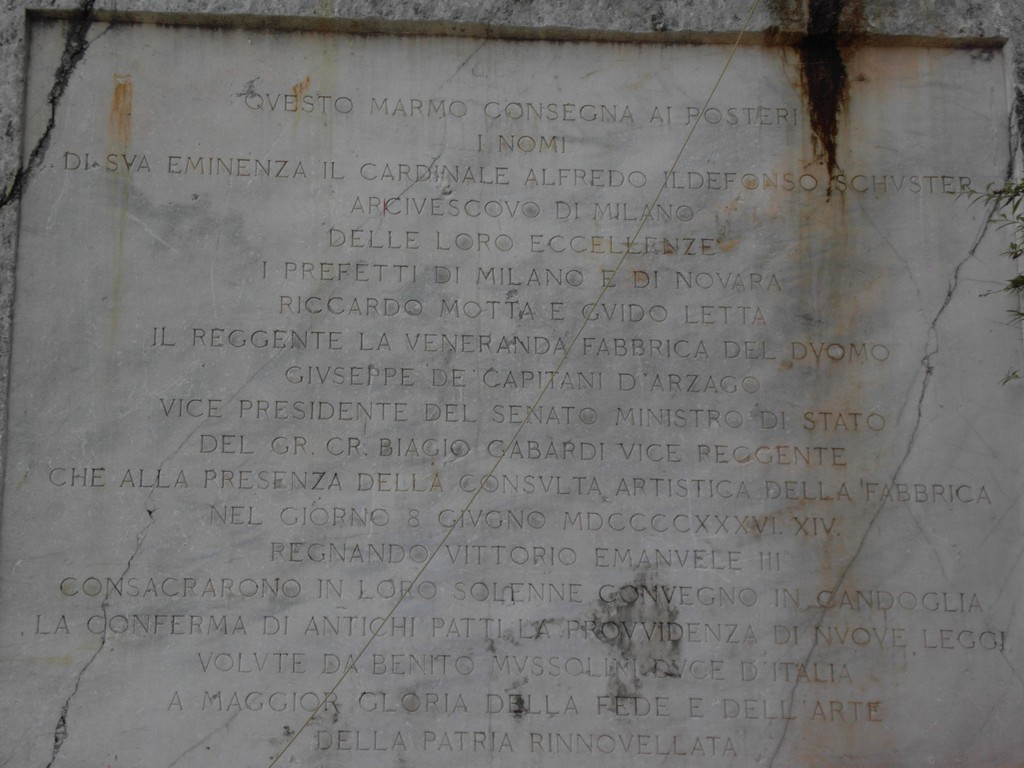 QVESTO MARMO CONSEGNA AI POSTERI
I NOMI
DI SVA EMINENZA IL CARDINALE ALFREDO ILDEFONSO SCHVSTER
ARCIVESCOVO DI MILANO
DELLE LORO ECCELLENZE
I PREFETTI DI MILANO E DI NOVARA
RICCARDO MOTTA E GVIDO LETTA
IL REGGENTE LA VENERANDA FABBRICA DEL DVOMO
GIVSEPPE DE CAPITANI D'ARZAGO
VICE PRESIDENTE DEL SENATO MINISTRO DI STATO
DEL GR. CR. BIAGIO GABARDI VICE REGGENTE
CHE ALLA PRESENZA DELLA CONSVLTA ARTISTICA DELLA FABBRICA
NEL GIORNO 8 GIVGNO MDCCCCXXXVI. XIV.
REGNANDO VITTORIO EMANVELE III
CONSACRARONO IN LORO SOLENNE CONVEGNO IN CANDOGLIA
LA CONFERMA DI ANTICHI PATTI, LA PROVVIDENZA DI NVOVE LEGGI
VOLVTE DA BENITO MVSSOLINI DVCE D'ITALIA
A MAGGIOR GLORIA DELLA FEDE E DELL'ARTE
DELLA PATRIA RINNOVELLATA